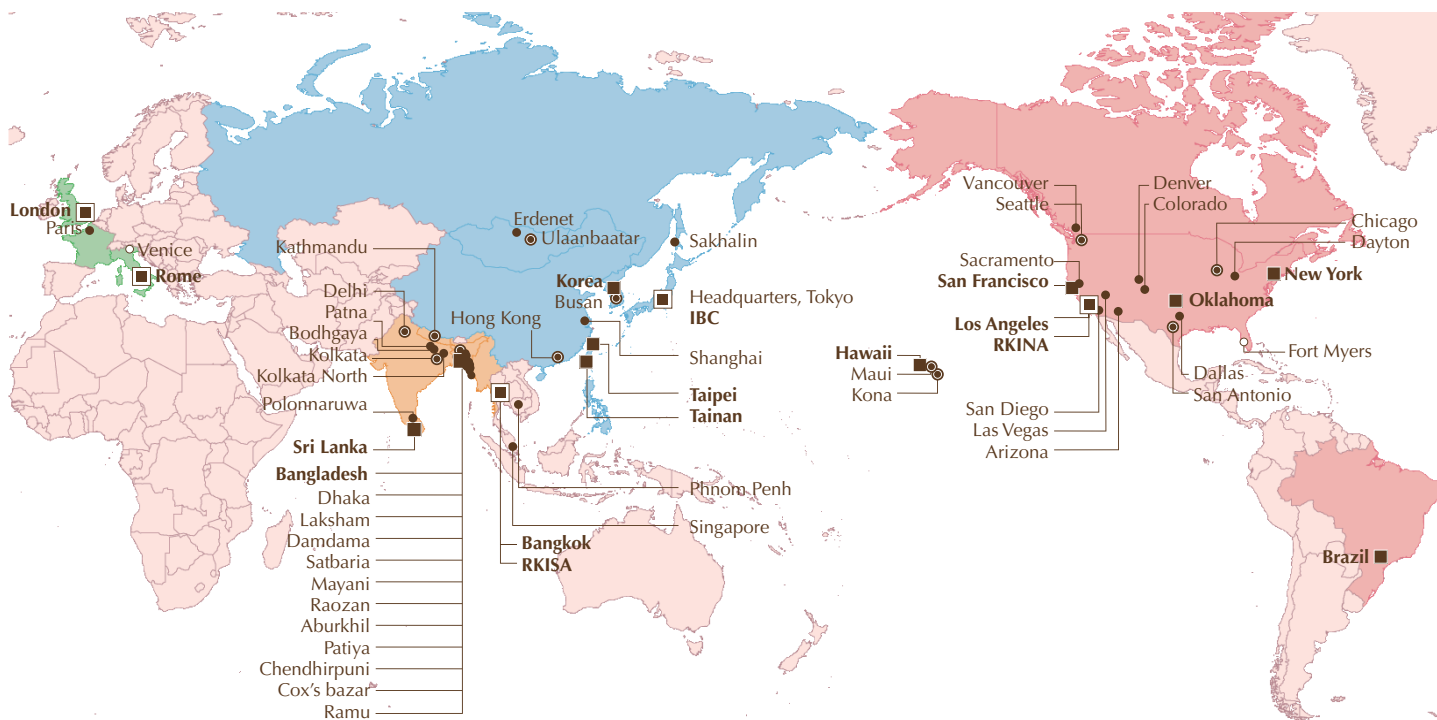 London
Paris
Venice
Rome
Kathmandu
Delhi
Patna
Bodhgaya
Kolkata
Kolkata North
Polonnaruwa
Sri Lanka
Bangladesh
Dhaka
Laksham
Damdama
Satbaria
Mayani
Raozan
Aburkhil
Patiya
Chendhirpuni
Cox's bazar
Ramu
Erdenet
Ulaanbaatar
Sakhalin
Korea
Busan
Headquarters, Tokyo
IBC
Hong Kong
Shanghai
Taipei
Tainan
Phnom Penh
Singapore
Bangkok
RKISA
Hawaii
Maui
Kona
Vancouver
Seattle
Sacramento
San Francisco
Los Angeles
RKINA
San Diego
Las Vegas
Arizona
Denver
Colorado
Chicago
Dayton
New York
Oklahoma
Fort Myers
Dallas
San Antonio
Brazil